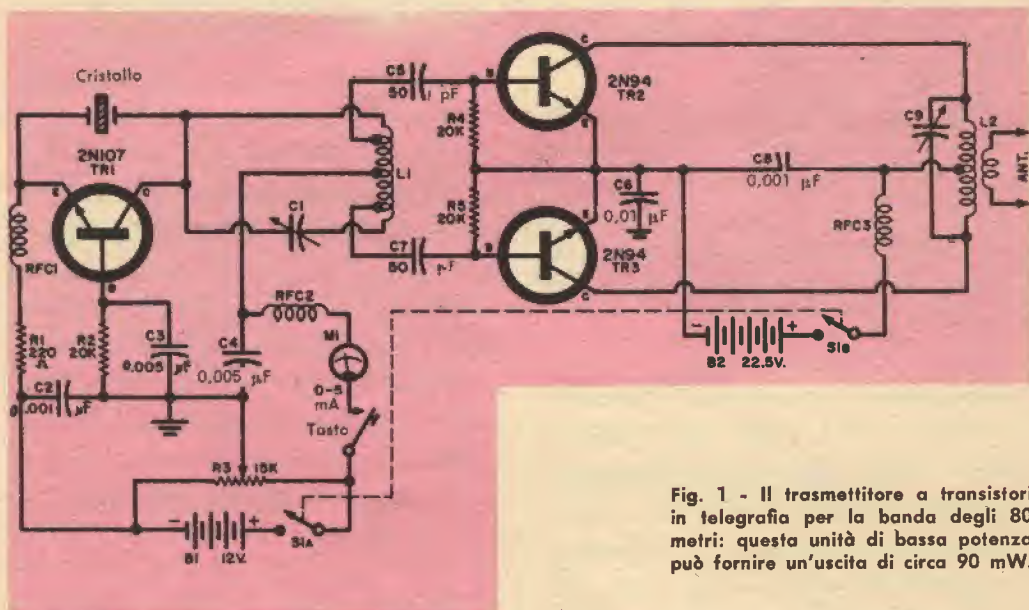 Cristallo
2N107
TR1
E
C
B
RFC1
R1
220
Ω
R2
20K
C2
0.001 μF
C3
0.005 μF
C1
L1
C4
0,005 μF
RFC2
M1
0-5
mA
Tasto
R3 15K
- +
B1 12V.
S1A
C5
50 pF
R4
20K
R5
20K
C7
50 μF
B
C
E
2N94
TR2
C6
0,01 μF
B
E
C
2N94
TR3
C8
0,001 μF
C9
L2
ANT.
RFC3
- +
B2 22.5V.
S1B
Fig. 1 - Il trasmettitore a transistori
in telegrafia per la banda degli 80
metri: questa unità di bassa potenza
può fornire un'uscita di circa 90 mW.